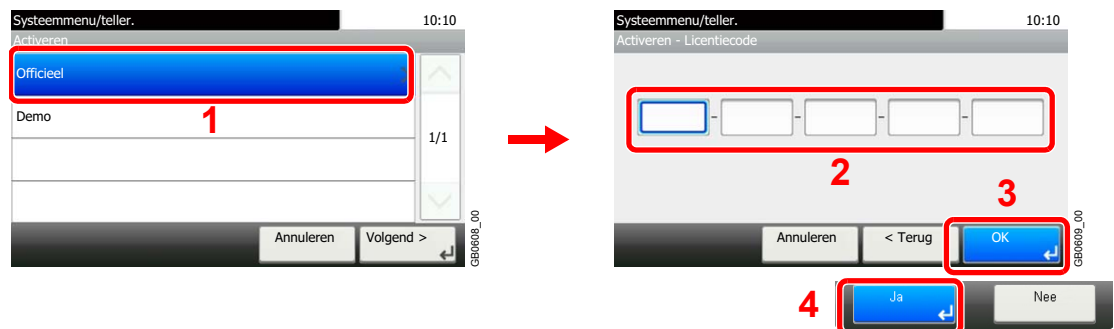 Systeemmenu/teller. 10:10
Activeren
Officieel
Demo
1
1/1
Annuleren Volgend >
GB0608_00
Systeemmenu/teller. 10:10
Activeren - Licentiecode
- - - -
2
3
Annuleren < Terug OK
GB0609_00
4 Ja Nee